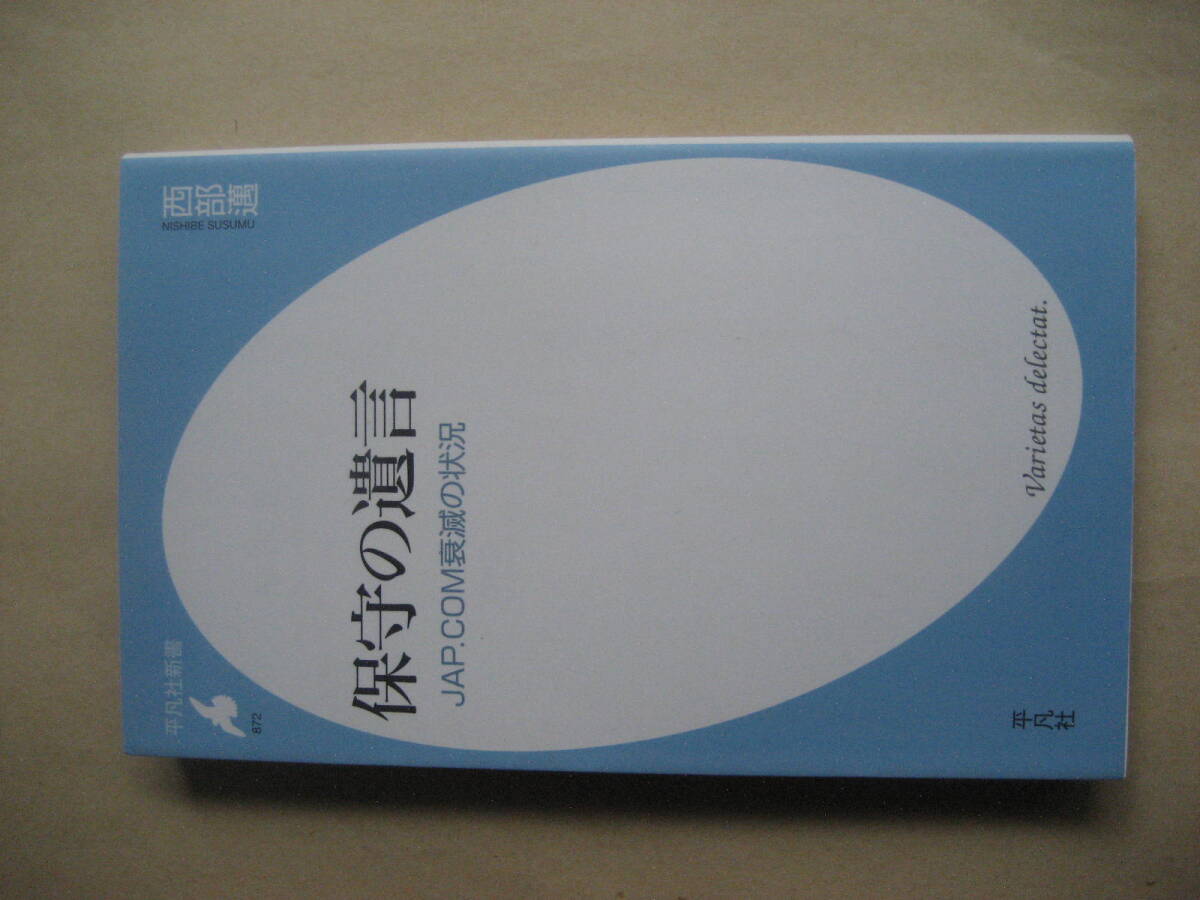 平凡社新書
872
西部邁
NISHIBE SUSUMU
保守の遺言
JAP.COM衰滅の状況
Varietas delectat.
平凡社